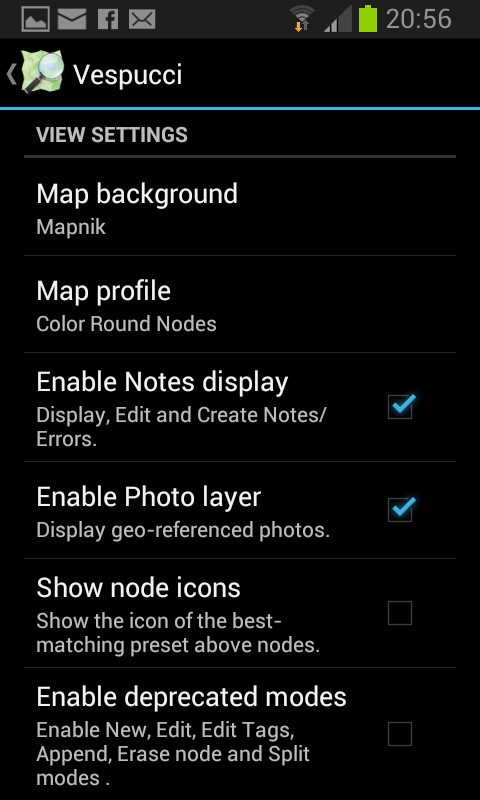 20:56
Vespucci
VIEW SETTINGS
Map background
Mapnik
Map profile
Color Round Nodes
Enable Notes display
Display, Edit and Create Notes/
Errors.
Enable Photo layer
Display geo-referenced photos.
Show node icons
Show the icon of the best-
matching preset above nodes.
Enable deprecated modes
Enable New, Edit, Edit Tags,
Append, Erase node and Split
modes .